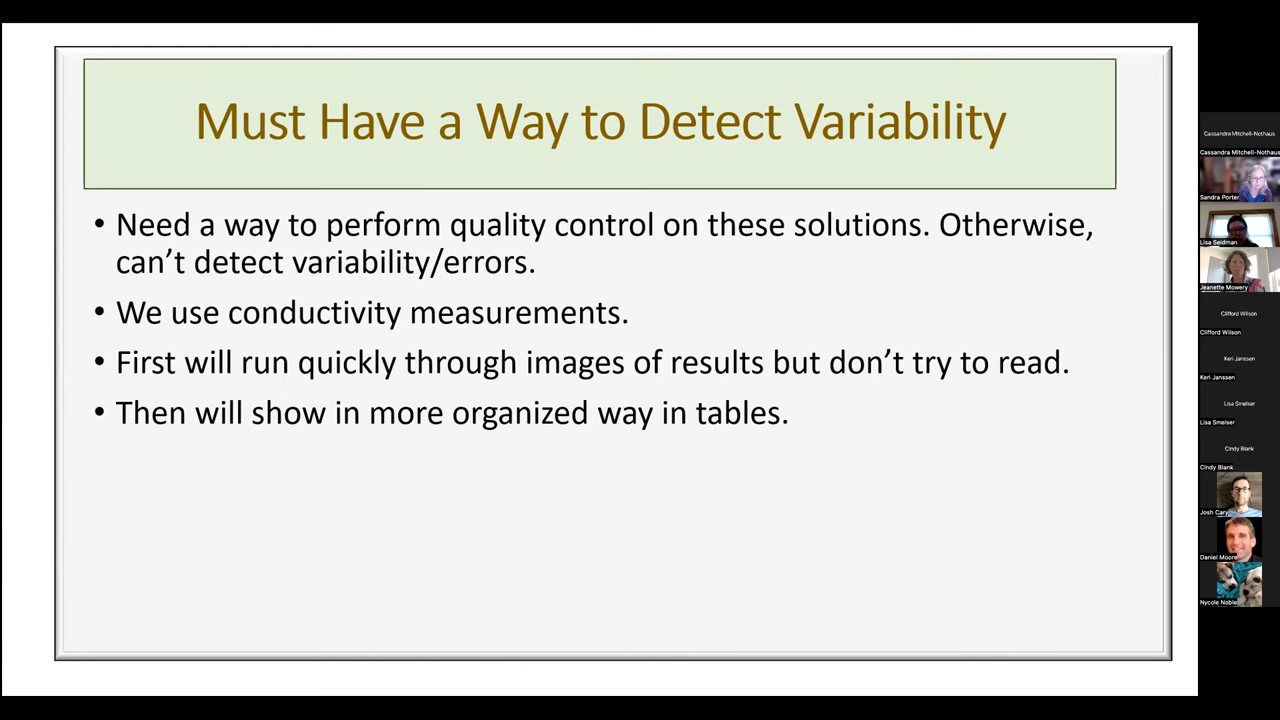 Must Have a Way to Detect Variability
• Need a way to perform quality control on these solutions. Otherwise,
can’t detect variability/errors.
• We use conductivity measurements.
• First will run quickly through images of results but don’t try to read.
• Then will show in more organized way in tables.
Cassandra Mitchell-Nothaus
Cassandra Mitchell-Nothaus
Sandra Porter
Lisa Seidman
Jeanette Mowery
Clifford Wilson
Clifford Wilson
Keri Janssen
Keri Janssen
Lisa Smelser
Lisa Smelser
Cindy Blank
Cindy Blank
Josh Cary
Daniel Moore
Nycole Noble